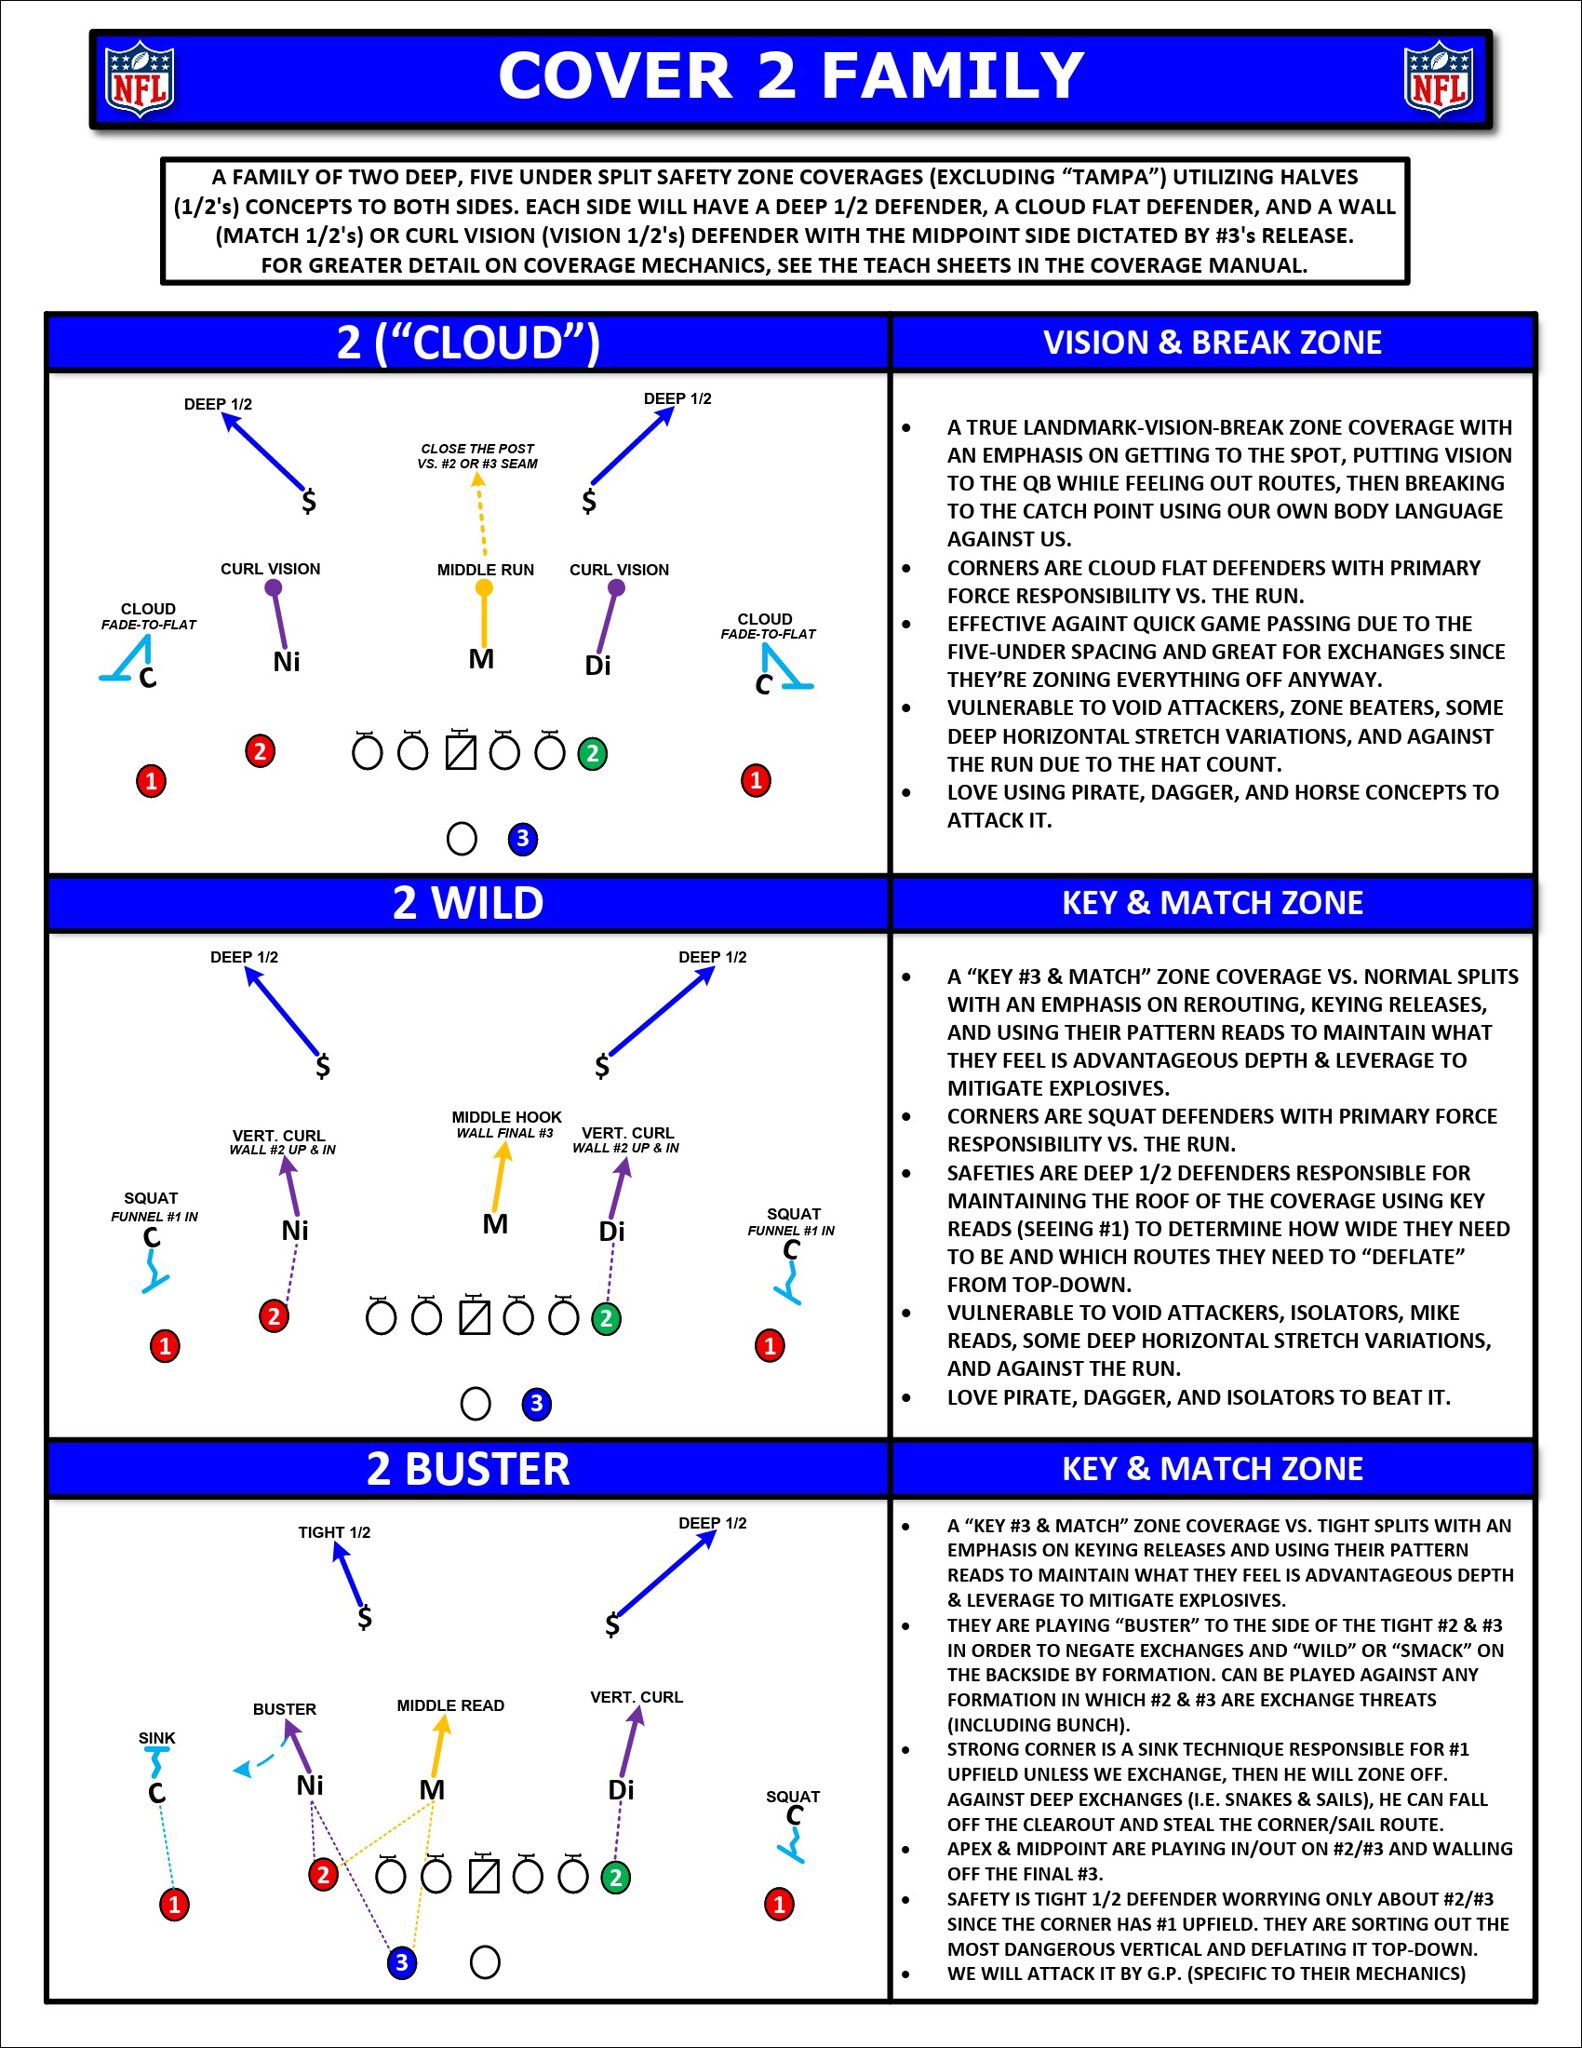 COVER 2 FAMILY
NFL
NFL
A FAMILY OF TWO DEEP, FIVE UNDER SPLIT SAFETY ZONE COVERAGES (EXCLUDING “TAMPA”) UTILIZING HALVES
(1/2's) CONCEPTS TO BOTH SIDES. EACH SIDE WILL HAVE A DEEP 1/2 DEFENDER, A CLOUD FLAT DEFENDER, AND A WALL
(MATCH 1/2's) OR CURL VISION (VISION 1/2's) DEFENDER WITH THE MIDPOINT SIDE DICTATED BY #3's RELEASE.
FOR GREATER DETAIL ON COVERAGE MECHANICS, SEE THE TEACH SHEETS IN THE COVERAGE MANUAL.
2 (“CLOUD”)
DEEP 1/2
DEEP 1/2
CLOSE THE POST
VS. #2 OR #3 SEAM
$
$
CURL VISION
MIDDLE RUN
CURL VISION
CLOUD
FADE-TO-FLAT
CLOUD
FADE-TO-FLAT
C
Ni
M
Di
C
1
2
2
1
3
VISION & BREAK ZONE
• A TRUE LANDMARK-VISION-BREAK ZONE COVERAGE WITH
AN EMPHASIS ON GETTING TO THE SPOT, PUTTING VISION
TO THE QB WHILE FEELING OUT ROUTES, THEN BREAKING
TO THE CATCH POINT USING OUR OWN BODY LANGUAGE
AGAINST US.
• CORNERS ARE CLOUD FLAT DEFENDERS WITH PRIMARY
FORCE RESPONSIBILITY VS. THE RUN.
• EFFECTIVE AGAINT QUICK GAME PASSING DUE TO THE
FIVE-UNDER SPACING AND GREAT FOR EXCHANGES SINCE
THEY’RE ZONING EVERYTHING OFF ANYWAY.
• VULNERABLE TO VOID ATTACKERS, ZONE BEATERS, SOME
DEEP HORIZONTAL STRETCH VARIATIONS, AND AGAINST
THE RUN DUE TO THE HAT COUNT.
• LOVE USING PIRATE, DAGGER, AND HORSE CONCEPTS TO
ATTACK IT.
2 WILD
DEEP 1/2
DEEP 1/2
$
$
VERT. CURL
WALL #2 UP & IN
MIDDLE HOOK
WALL FINAL #3
VERT. CURL
WALL #2 UP & IN
SQUAT
FUNNEL #1 IN
SQUAT
FUNNEL #1 IN
C
Ni
M
Di
C
1
2
2
1
3
KEY & MATCH ZONE
• A “KEY #3 & MATCH” ZONE COVERAGE VS. NORMAL SPLITS
WITH AN EMPHASIS ON REROUTING, KEYING RELEASES,
AND USING THEIR PATTERN READS TO MAINTAIN WHAT
THEY FEEL IS ADVANTAGEOUS DEPTH & LEVERAGE TO
MITIGATE EXPLOSIVES.
• CORNERS ARE SQUAT DEFENDERS WITH PRIMARY FORCE
RESPONSIBILITY VS. THE RUN.
• SAFETIES ARE DEEP 1/2 DEFENDERS RESPONSIBLE FOR
MAINTAINING THE ROOF OF THE COVERAGE USING KEY
READS (SEEING #1) TO DETERMINE HOW WIDE THEY NEED
TO BE AND WHICH ROUTES THEY NEED TO “DEFLATE”
FROM TOP-DOWN.
• VULNERABLE TO VOID ATTACKERS, ISOLATORS, MIKE
READS, SOME DEEP HORIZONTAL STRETCH VARIATIONS,
AND AGAINST THE RUN.
• LOVE PIRATE, DAGGER, AND ISOLATORS TO BEAT IT.
2 BUSTER
TIGHT 1/2
DEEP 1/2
$
$
BUSTER
MIDDLE READ
VERT. CURL
SINK
SQUAT
C
Ni
M
Di
C
1
2
2
1
3
KEY & MATCH ZONE
• A “KEY #3 & MATCH” ZONE COVERAGE VS. TIGHT SPLITS WITH AN
EMPHASIS ON KEYING RELEASES AND USING THEIR PATTERN
READS TO MAINTAIN WHAT THEY FEEL IS ADVANTAGEOUS DEPTH
& LEVERAGE TO MITIGATE EXPLOSIVES.
• THEY ARE PLAYING “BUSTER” TO THE SIDE OF THE TIGHT #2 & #3
IN ORDER TO NEGATE EXCHANGES AND “WILD” OR “SMACK” ON
THE BACKSIDE BY FORMATION. CAN BE PLAYED AGAINST ANY
FORMATION IN WHICH #2 & #3 ARE EXCHANGE THREATS
(INCLUDING BUNCH).
• STRONG CORNER IS A SINK TECHNIQUE RESPONSIBLE FOR #1
UPFIELD UNLESS WE EXCHANGE, THEN HE WILL ZONE OFF.
AGAINST DEEP EXCHANGES (I.E. SNAKES & SAILS), HE CAN FALL
OFF THE CLEAROUT AND STEAL THE CORNER/SAIL ROUTE.
• APEX & MIDPOINT ARE PLAYING IN/OUT ON #2/#3 AND WALLING
OFF THE FINAL #3.
• SAFETY IS TIGHT 1/2 DEFENDER WORRYING ONLY ABOUT #2/#3
SINCE THE CORNER HAS #1 UPFIELD. THEY ARE SORTING OUT THE
MOST DANGEROUS VERTICAL AND DEFLATING IT TOP-DOWN.
• WE WILL ATTACK IT BY G.P. (SPECIFIC TO THEIR MECHANICS)